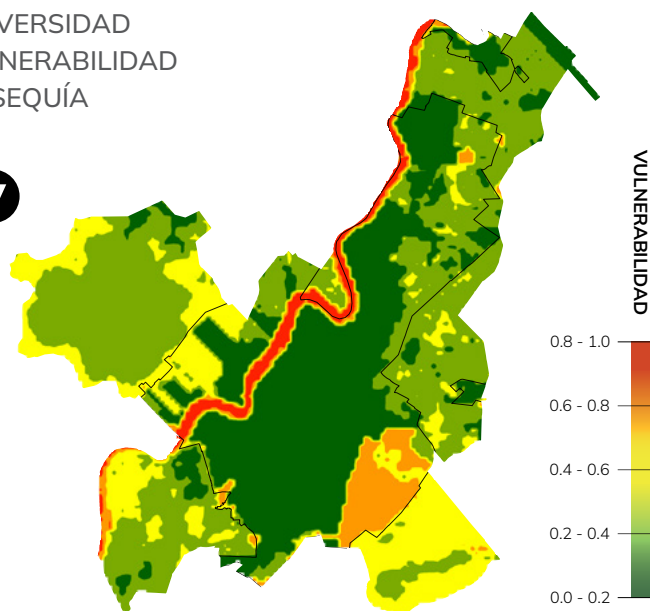 VERSIDAD
NERABILIDAD
SEQUÍA
VULNERABILIDAD
0.8 - 1.0
0.6 - 0.8
0.4 - 0.6
0.2 - 0.4
0.0 - 0.2